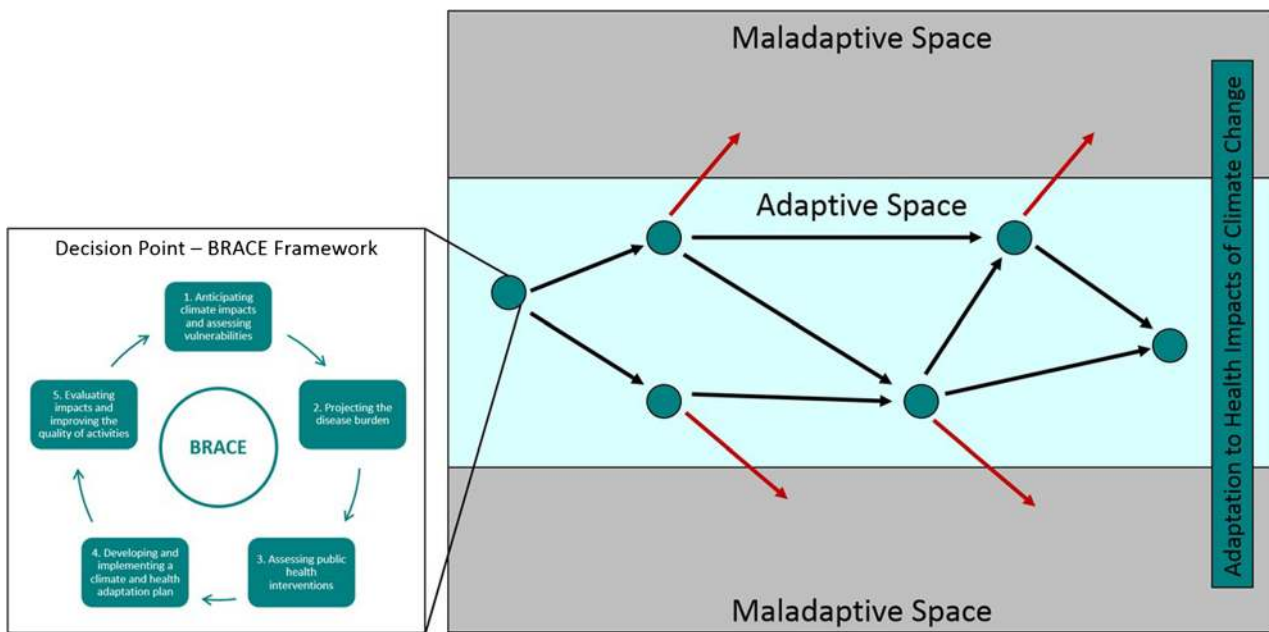 Decision Point – BRACE Framework
1. Anticipating
climate impacts
and assessing
vulnerabilities
2. Projecting the
disease burden
3. Assessing public
health
interventions
4. Developing and
implementing a
climate and health
adaptation plan
5. Evaluating
impacts and
improving the
quality of activities
BRACE
Maladaptive Space
Adaptive Space
Maladaptive Space
Adaptation to Health Impacts of Climate Change